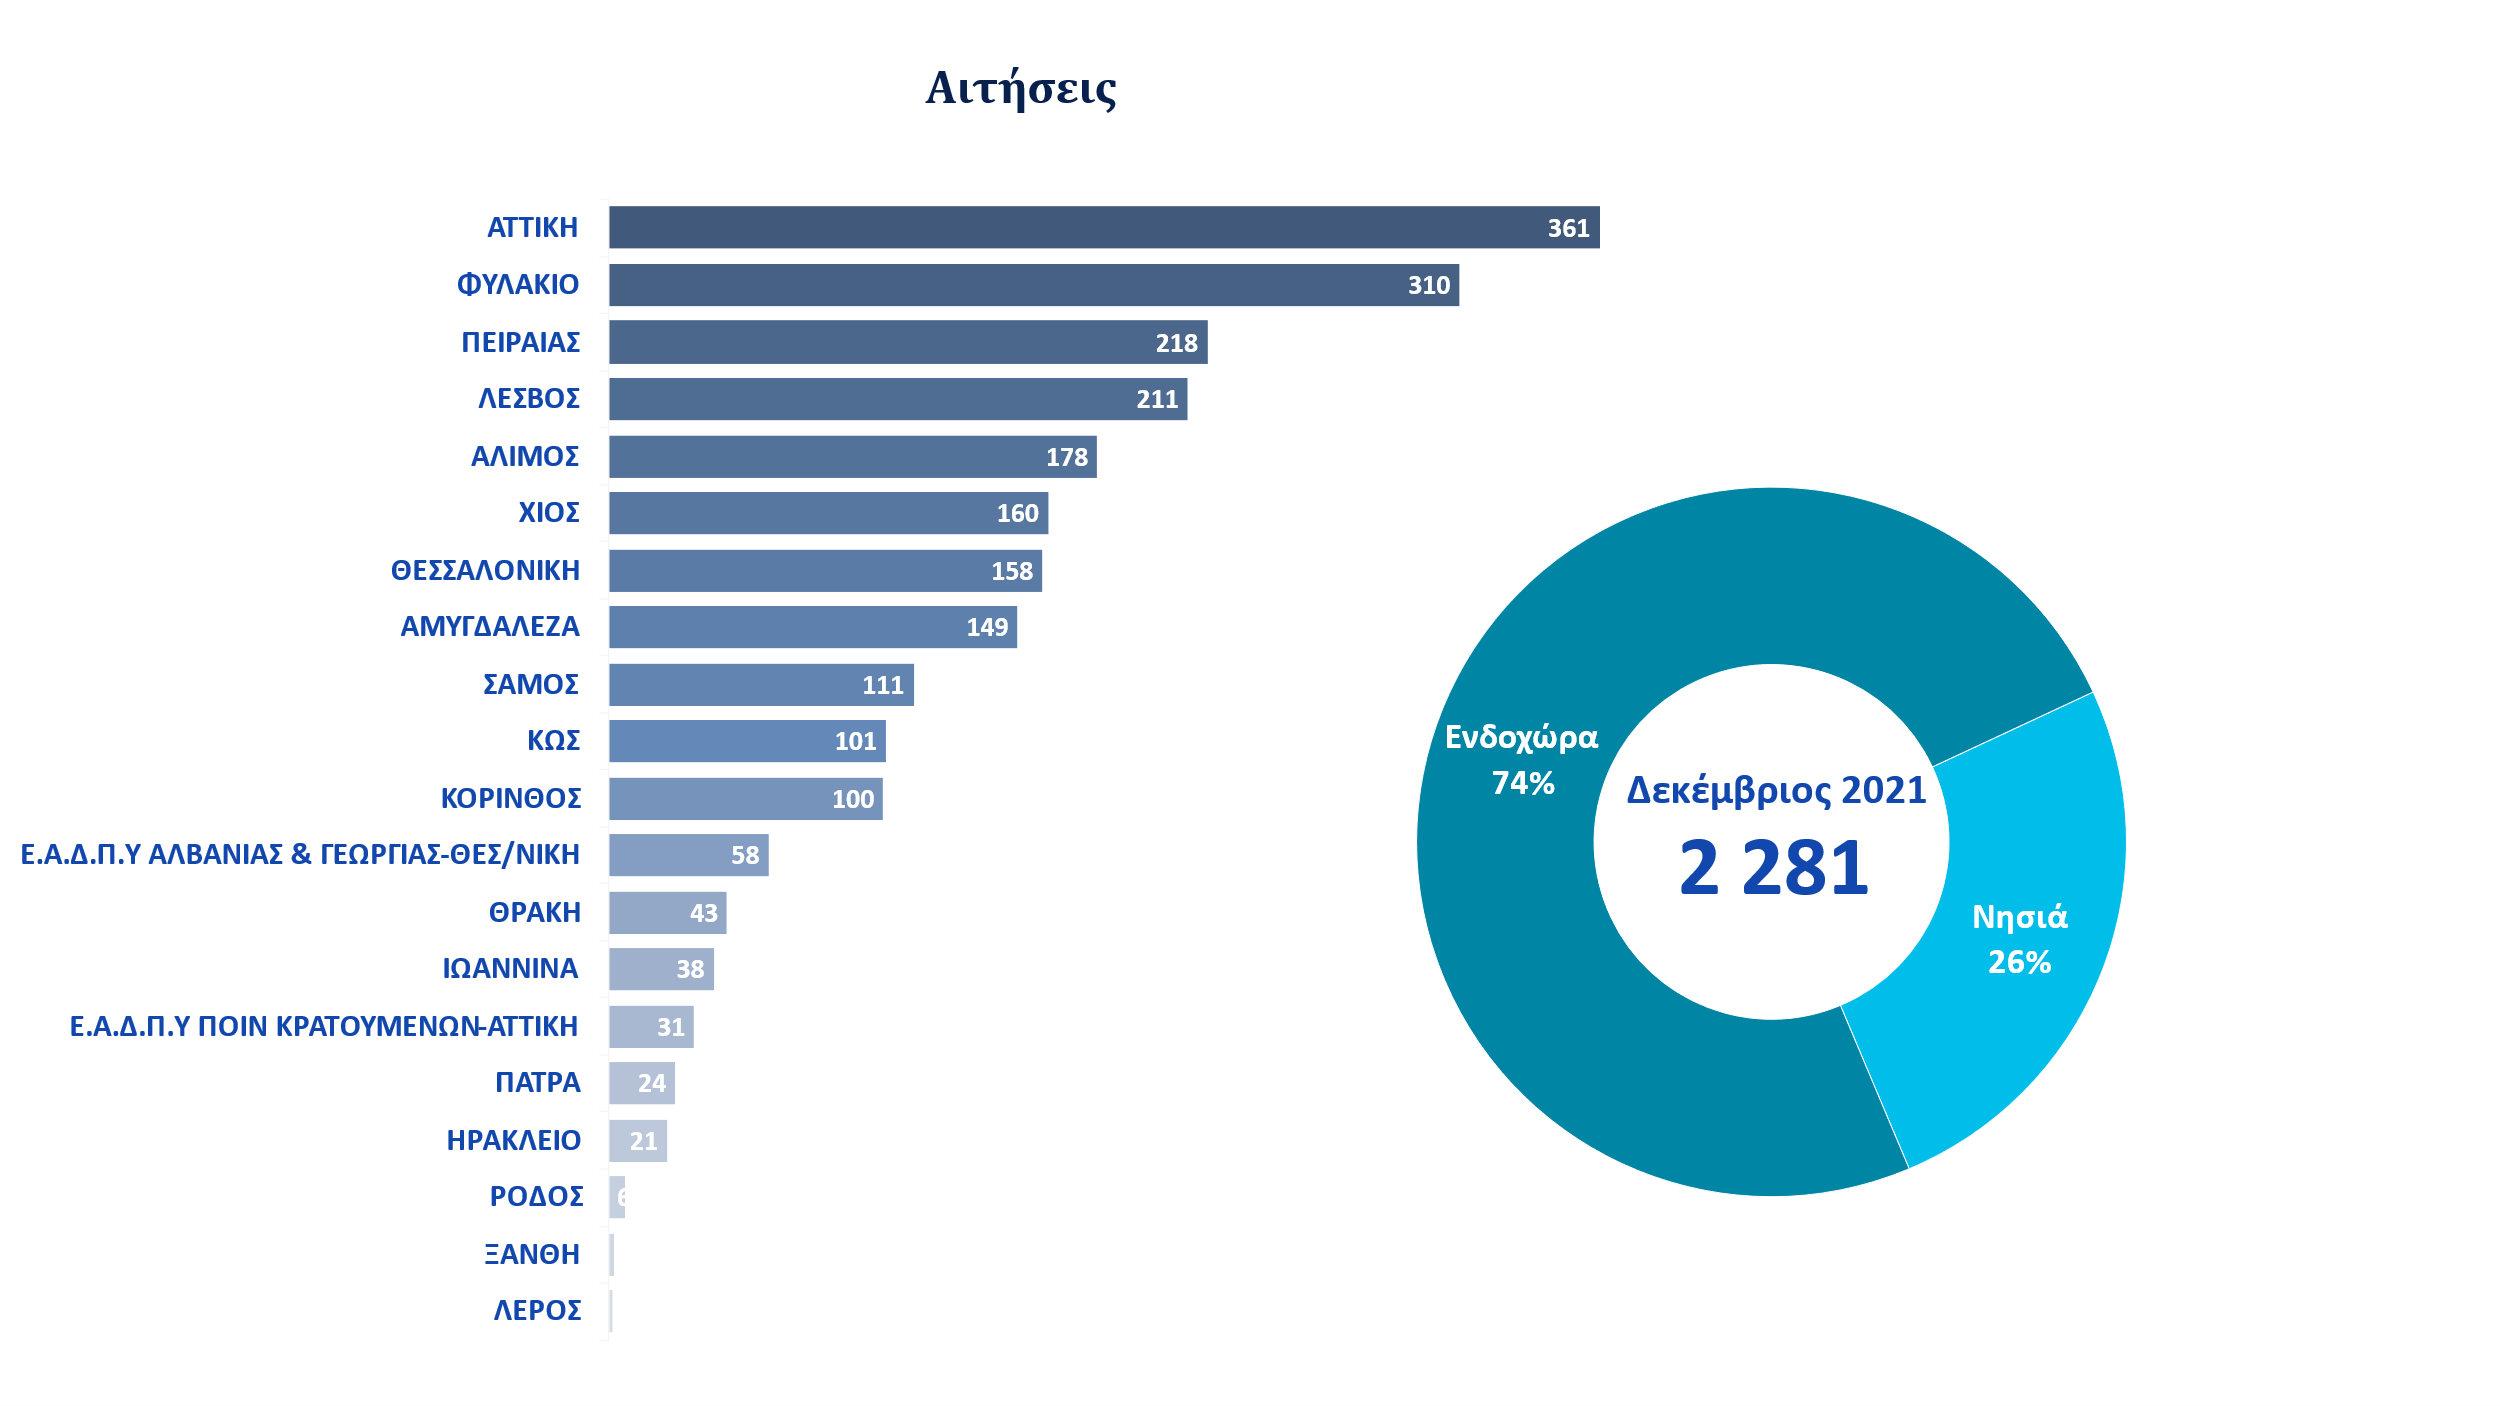 Αιτήσεις
ΑΤΤΙΚΗ 361
ΦΥΛΑΚΙΟ 310
ΠΕΙΡΑΙΑΣ 218
ΛΕΣΒΟΣ 211
ΑΛΙΜΟΣ 178
ΧΙΟΣ 160
ΘΕΣΣΑΛΟΝΙΚΗ 158
ΑΜΥΓΔΑΛΕΖΑ 149
ΣΑΜΟΣ 111
ΚΩΣ 101
ΚΟΡΙΝΘΟΣ 100
Ε.Α.Δ.Π.Υ ΑΛΒΑΝΙΑΣ & ΓΕΩΡΓΙΑΣ-ΘΕΣ/ΝΙΚΗ 58
ΘΡΑΚΗ 43
ΙΩΑΝΝΙΝΑ 38
Ε.Α.Δ.Π.Υ ΠΟΙΝ ΚΡΑΤΟΥΜΕΝΩΝ-ΑΤΤΙΚΗ 31
ΠΑΤΡΑ 24
ΗΡΑΚΛΕΙΟ 21
ΡΟΔΟΣ 6
ΞΑΝΘΗ
ΛΕΡΟΣ
Ενδοχώρα
74%
Δεκέμβριος 2021
2 281
Νησιά
26%